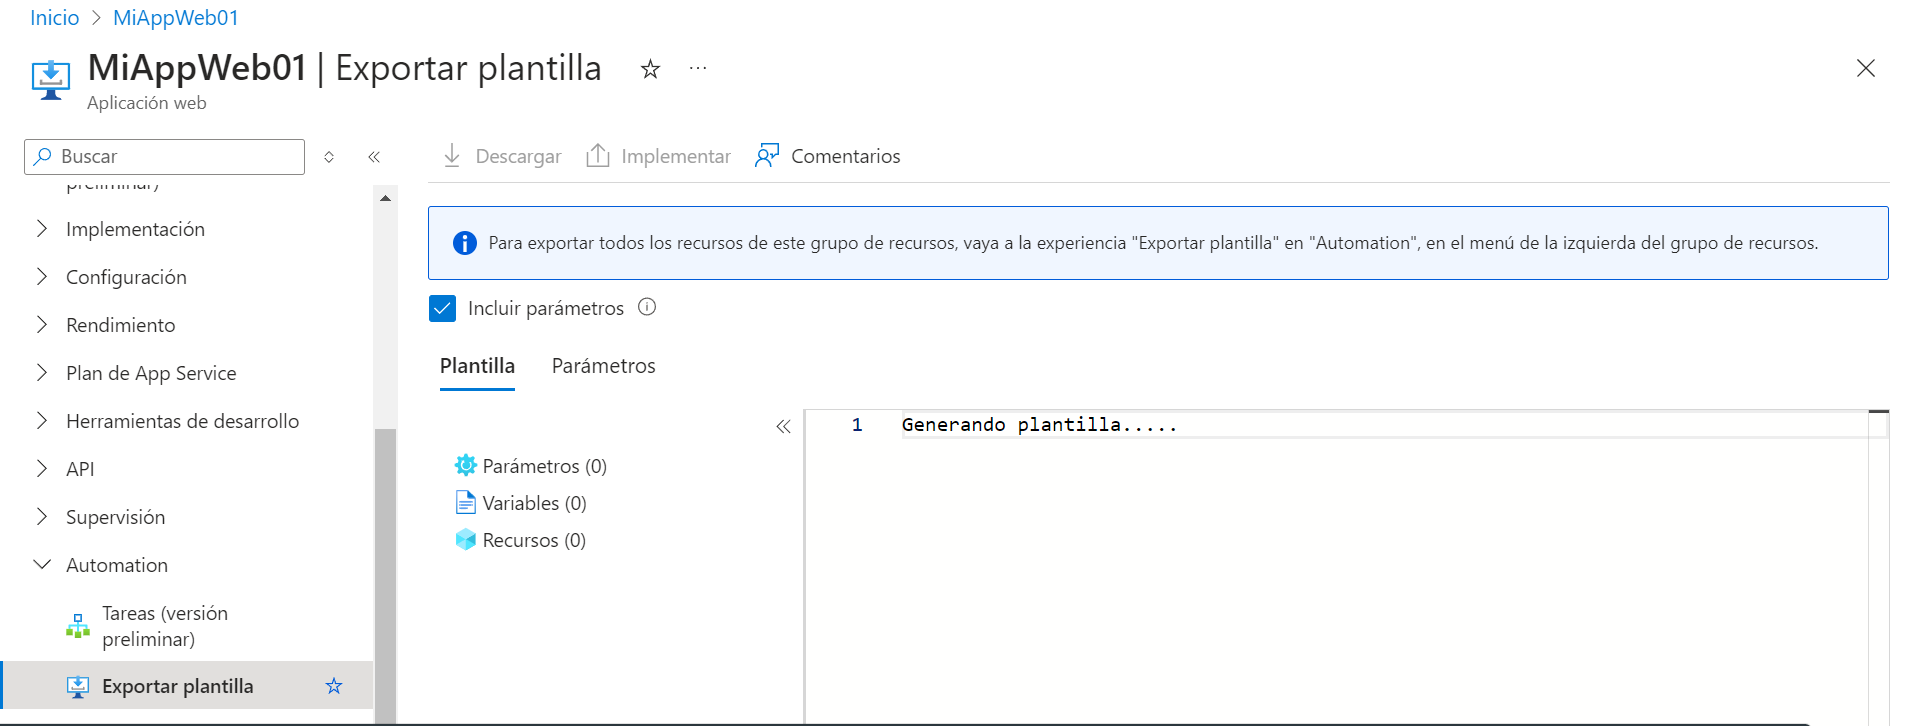 Inicio > MiAppWeb01
MiAppWeb01 | Exportar plantilla
Aplicación web
Buscar
preliminar)
Implementación
Configuración
Rendimiento
Plan de App Service
Herramientas de desarrollo
API
Supervisión
Automation
Tareas (versión
preliminar)
Exportar plantilla
Descargar Implementar Comentarios
Para exportar todos los recursos de este grupo de recursos, vaya a la experiencia "Exportar plantilla" en "Automation", en el menú de la izquierda del grupo de recursos.
Incluir parámetros
Plantilla Parámetros
Parámetros (0)
Variables (0)
Recursos (0)
1 Generando plantilla.....